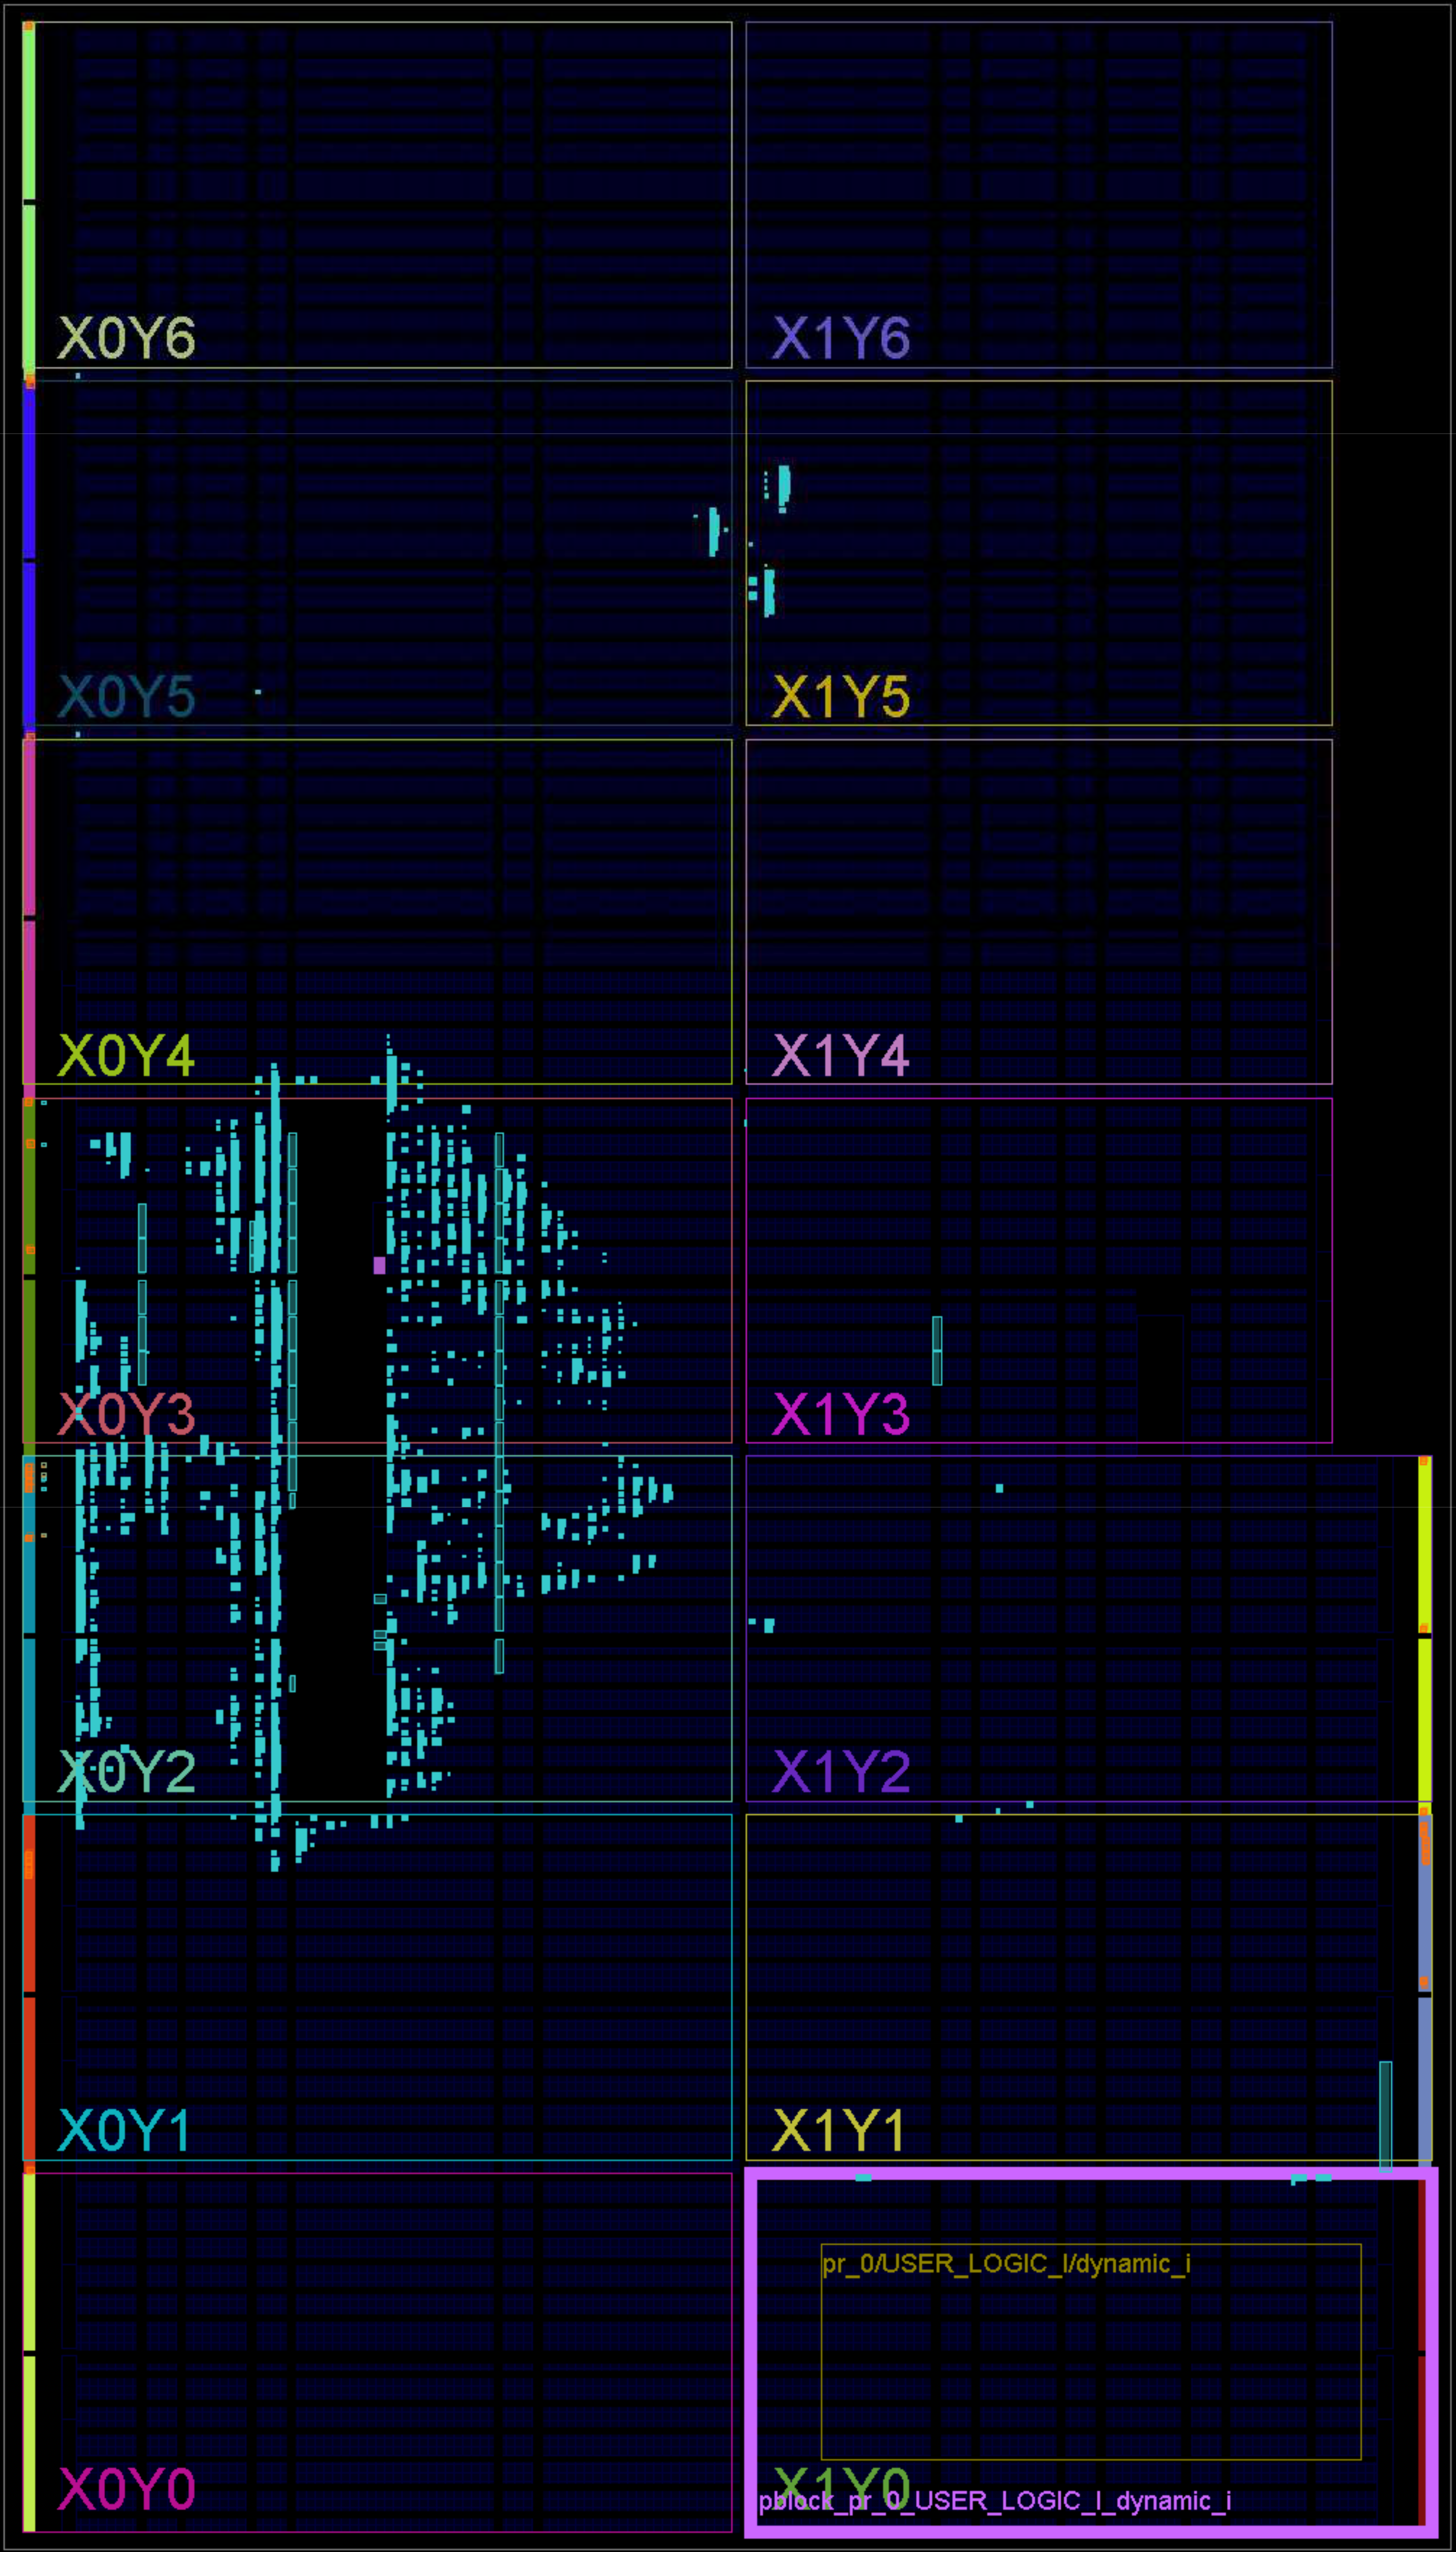 X0Y6
X1Y6
X0Y5
X1Y5
X0Y4
X1Y4
X0Y3
X1Y3
X0Y2
X1Y2
X0Y1
X1Y1
pr_0/USER_LOGIC_I/dynamic_i
X0Y0
X1Y0
pblock_pr_0_USER_LOGIC_I_dynamic_i